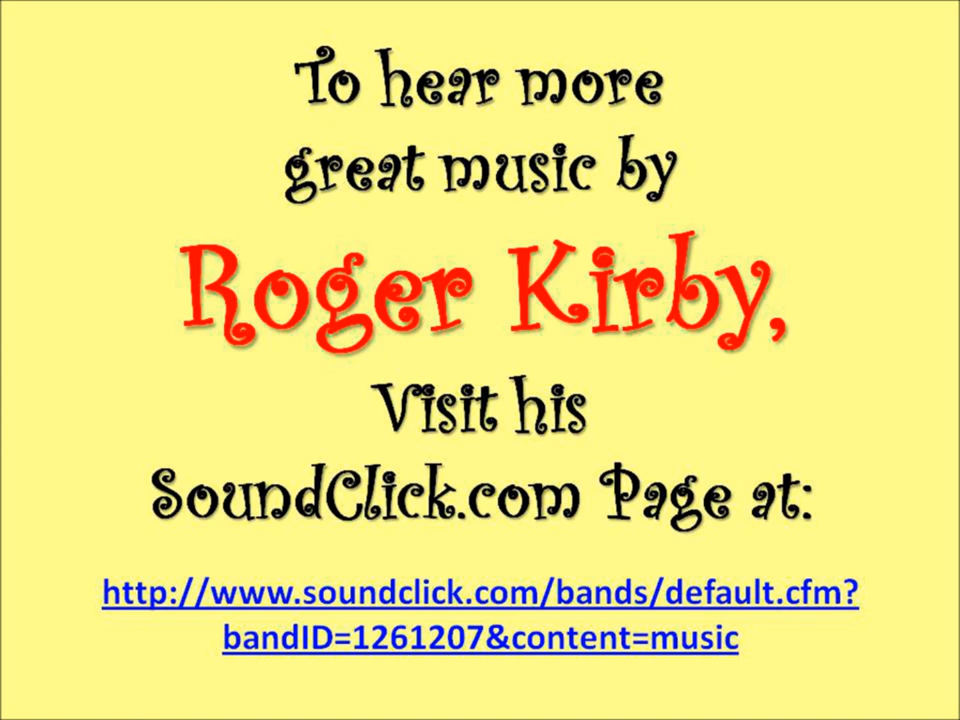 To hear more
great music by
Roger Kirby,
Visit his
SoundClick.com Page at:
http://www.soundclick.com/bands/default.cfm?
bandID=1261207&content=music